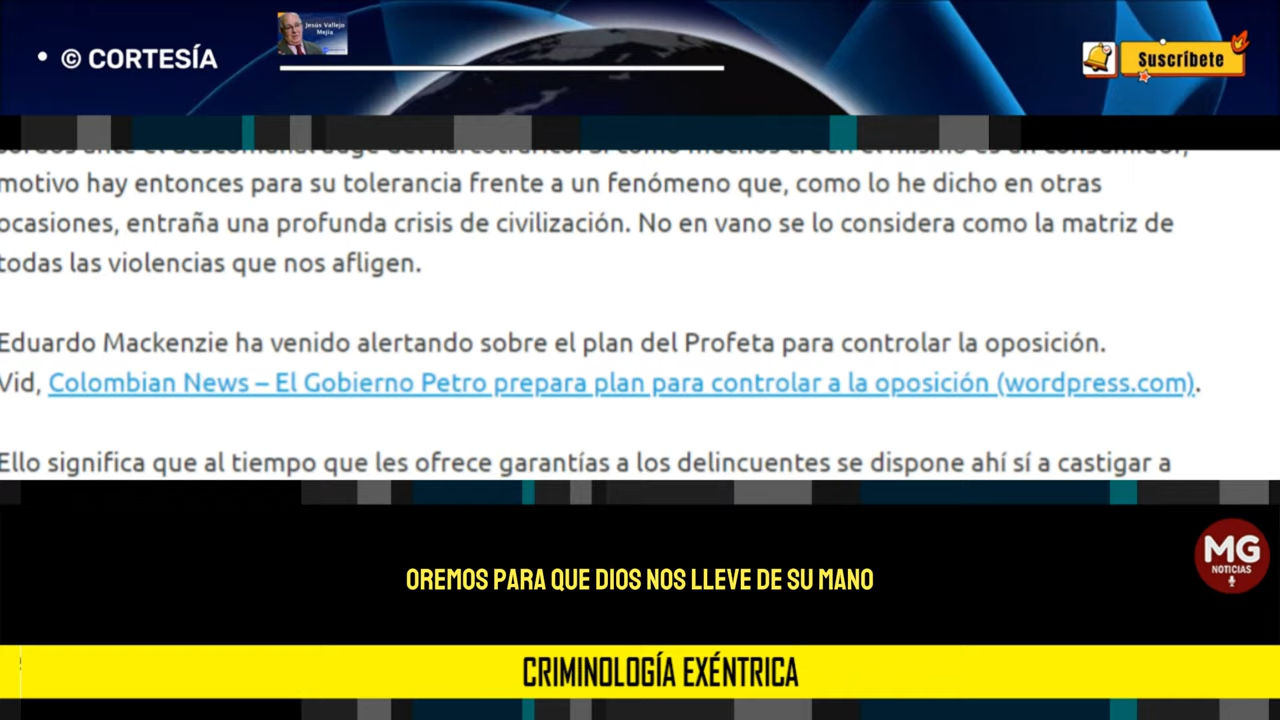 • © CORTESÍA
Jesús Vallejo
Mejía
Suscríbete
motivo hay entonces para su tolerancia frente a un fenómeno que, como lo he dicho en otras
ocasiones, entraña una profunda crisis de civilización. No en vano se lo considera como la matriz de
todas las violencias que nos afligen.
Eduardo Mackenzie ha venido alertando sobre el plan del Profeta para controlar la oposición.
Vid, Colombian News – El Gobierno Petro prepara plan para controlar a la oposición (wordpress.com).
Ello significa que al tiempo que les ofrece garantías a los delincuentes se dispone ahí sí a castigar a
MG
NOTICIAS
OREMOS PARA QUE DIOS NOS LLEVE DE SU MANO
CRIMINOLOGÍA EXÉNTRICA